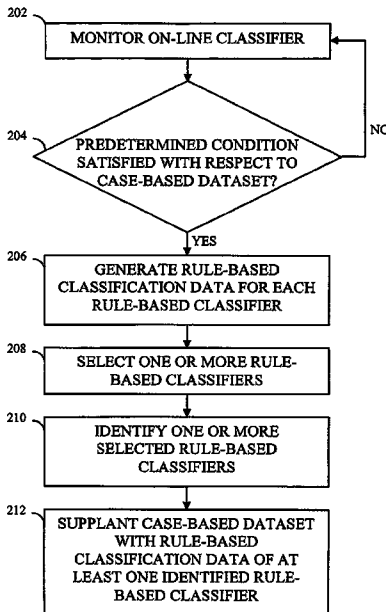 202
MONITOR ON-LINE CLASSIFIER
204
PREDETERMINED CONDITION
SATISFIED WITH RESPECT TO
CASE-BASED DATASET?
NO
YES
206
GENERATE RULE-BASED
CLASSIFICATION DATA FOR EACH
RULE-BASED CLASSIFIER
208
SELECT ONE OR MORE RULE-
BASED CLASSIFIERS
210
IDENTIFY ONE OR MORE
SELECTED RULE-BASED
CLASSIFIERS
212
SUPPLANT CASE-BASED DATASET
WITH RULE-BASED
CLASSIFICATION DATA OF AT
LEAST ONE IDENTIFIED RULE-
BASED CLASSIFIER